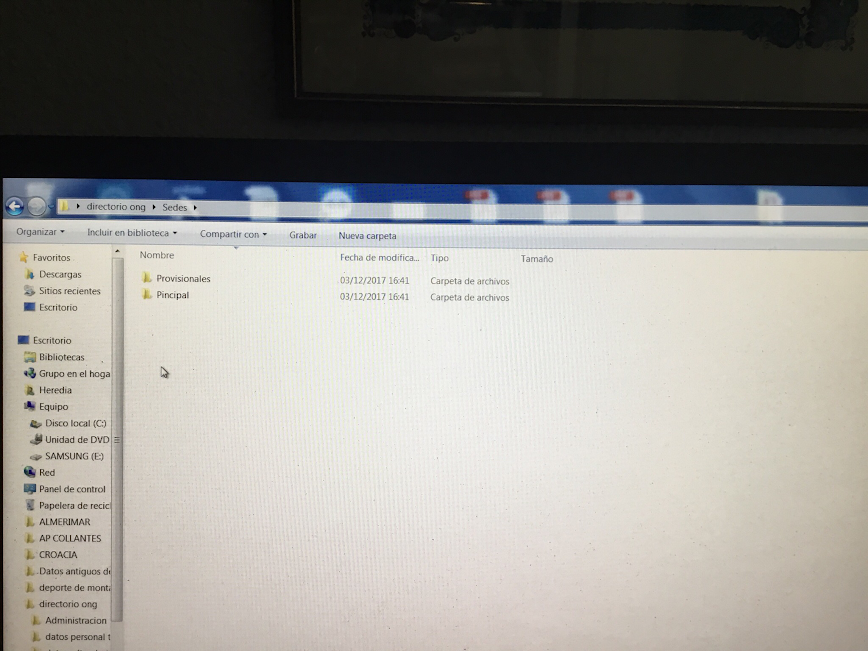 directorio ong Sedes
Organizar Incluir en biblioteca Compartir con Grabar Nueva carpeta
Nombre Fecha de modifica... Tipo Tamaño
Provisionales 03/12/2017 16:41 Carpeta de archivos
Pincipal 03/12/2017 16:41 Carpeta de archivos
Favoritos
Descargas
Sitios recientes
Escritorio
Escritorio
Bibliotecas
Grupo en el hoga
Heredia
Equipo
Disco local (C:)
Unidad de DVD
SAMSUNG (E:)
Red
Panel de control
Papelera de recicl
ALMERIMAR
AP COLLANTES
CROACIA
Datos antiguos de
deporte de monta
directorio ong
Administracion
datos personal t